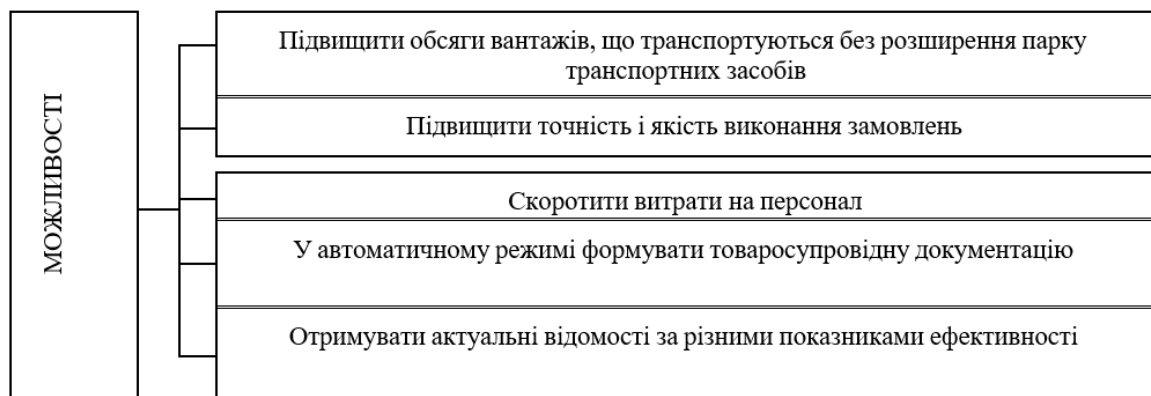 МОЖЛИВОСТІ
Підвищити обсяги вантажів, що транспортуються без розширення парку
транспортних засобів
Підвищити точність і якість виконання замовлень
Скоротити витрати на персонал
У автоматичному режимі формувати товаросупровідну документацію
Отримувати актуальні відомості за різними показниками ефективності